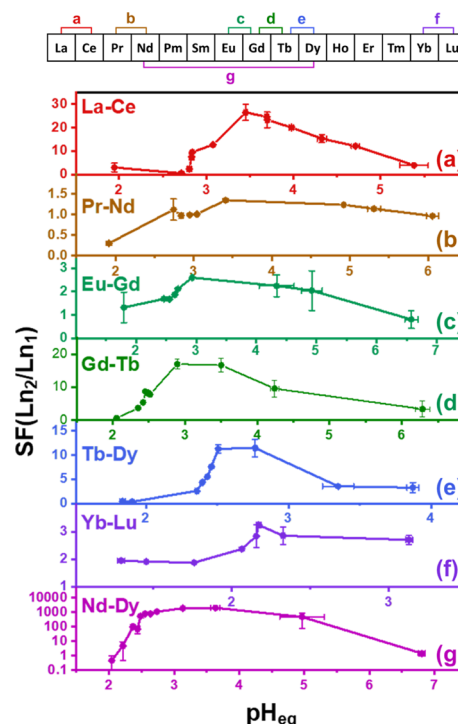 a b c d e f
La Ce Pr Nd Pm Sm Eu Gd Tb Dy Ho Er Tm Yb Lu
g
SF(Ln₂/Ln₁)
30
20
10
0
La-Ce
(a)
2 3 4 5
1.5
1.0
0.5
0.0
Pr-Nd
(b)
2 3 4 5 6
3
2
1
0
Eu-Gd
(c)
2 3 4 5 6 7
20
10
0
Gd-Tb
(d)
2 3 4 5 6
15
10
5
0
Tb-Dy
(e)
2 3 4
3
2
1
Yb-Lu
(f)
2 3
10000
1000
100
10
1
0.1
Nd-Dy
(g)
2 3 4 5 6 7
pHeq